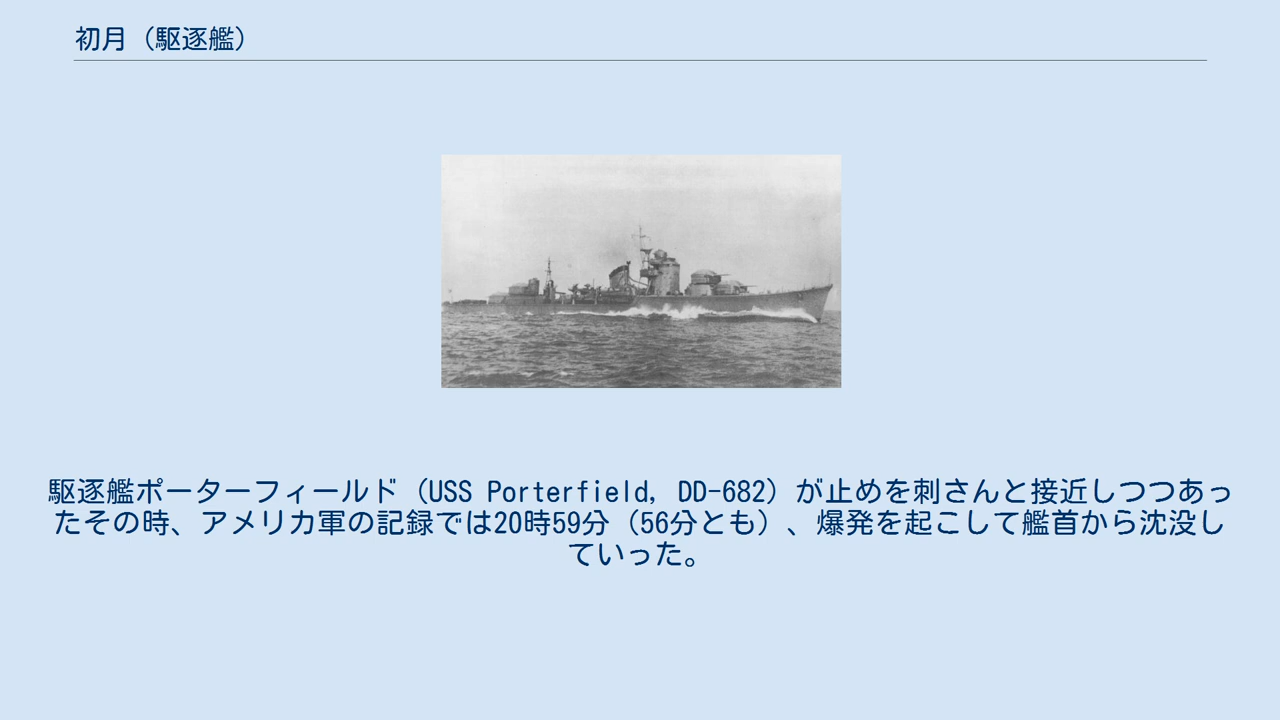 初月（駆逐艦）
駆逐艦ポーターフィールド（USS Porterfield, DD-682）が止めを刺さんと接近しつつあっ
たその時、アメリカ軍の記録では20時59分（56分とも）、爆発を起こして艦首から沈没し
ていった。